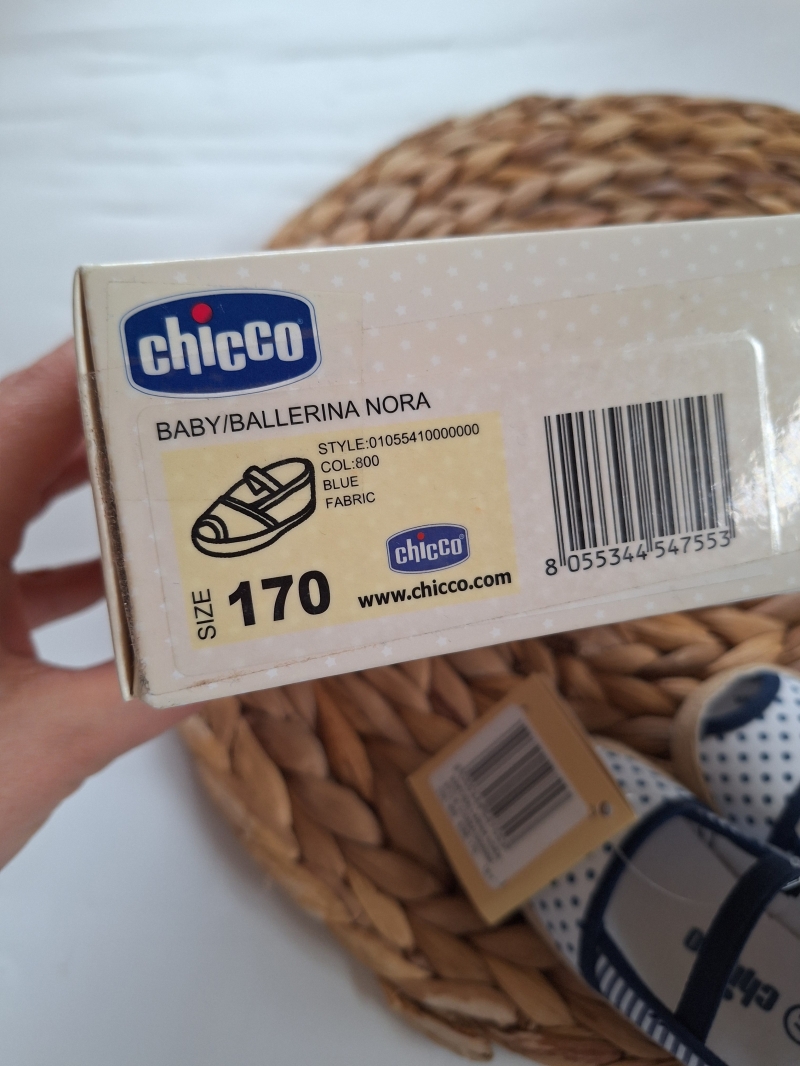 chicco
BABY/BALLERINA NORA
STYLE:01055410000000
COL:800
BLUE
FABRIC
chicco
SIZE 170
www.chicco.com
8 055344 547553
chicco